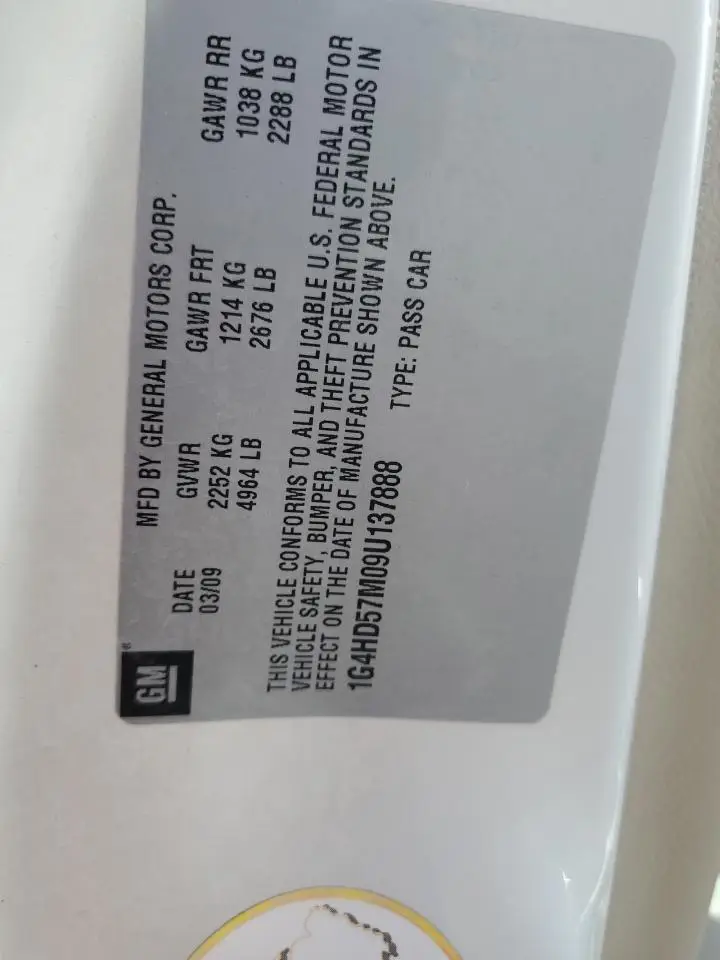 GM
MFD BY GENERAL MOTORS CORP.
DATE GVWR GAWR FRT GAWR RR
03/09 2252 KG 1214 KG 1038 KG
4964 LB 2676 LB 2288 LB
THIS VEHICLE CONFORMS TO ALL APPLICABLE U.S. FEDERAL MOTOR
VEHICLE SAFETY, BUMPER, AND THEFT PREVENTION STANDARDS IN
EFFECT ON THE DATE OF MANUFACTURE SHOWN ABOVE.
1G4HD57M09U137888 TYPE: PASS CAR